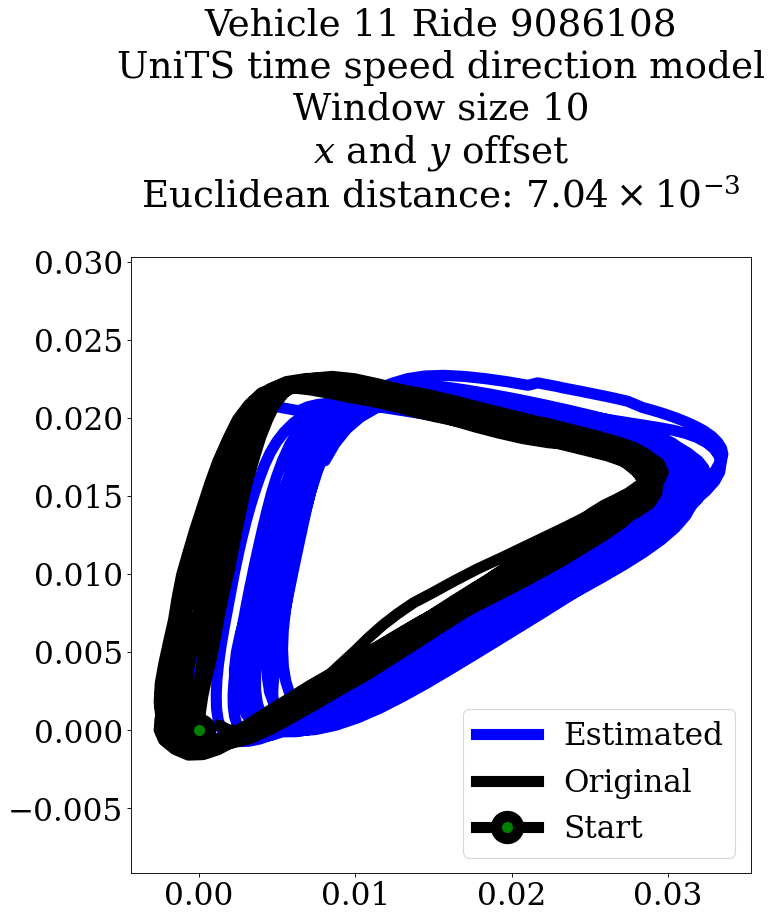 Vehicle 11 Ride 9086108
UniTS time speed direction model
Window size 10
x and y offset
Euclidean distance: 7.04 × 10⁻³
0.030
0.025
0.020
0.015
0.010
0.005
0.000
−0.005
Estimated
Original
Start
0.00 0.01 0.02 0.03